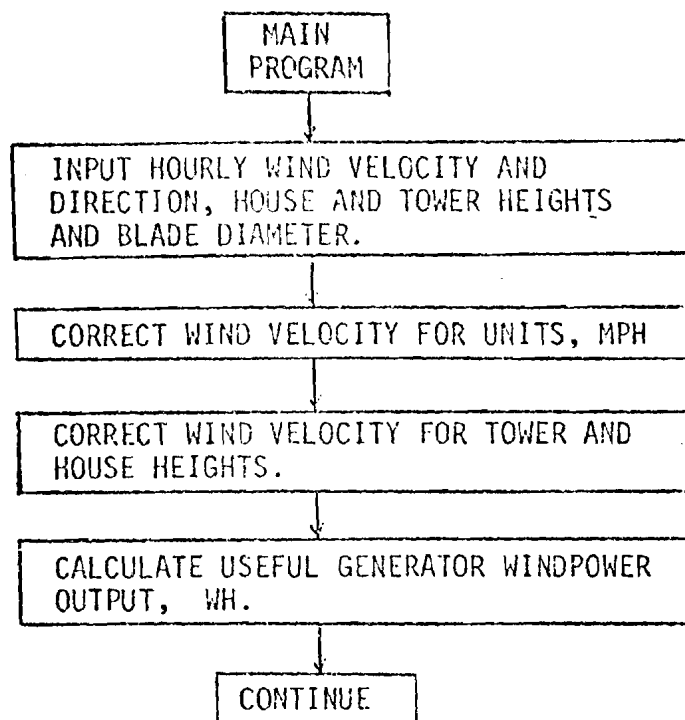 MAIN
PROGRAM
INPUT HOURLY WIND VELOCITY AND
DIRECTION, HOUSE AND TOWER HEIGHTS
AND BLADE DIAMETER.
CORRECT WIND VELOCITY FOR UNITS, MPH
CORRECT WIND VELOCITY FOR TOWER AND
HOUSE HEIGHTS.
CALCULATE USEFUL GENERATOR WINDPOWER
OUTPUT, WH.
CONTINUE